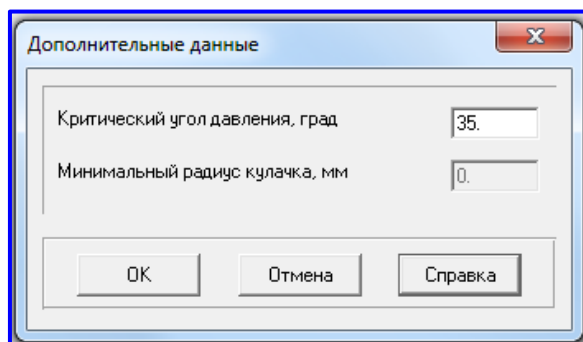 Дополнительные данные
Критический угол давления, град 35.
Минимальный радиус кулачка, мм 0.
OK Отмена Справка